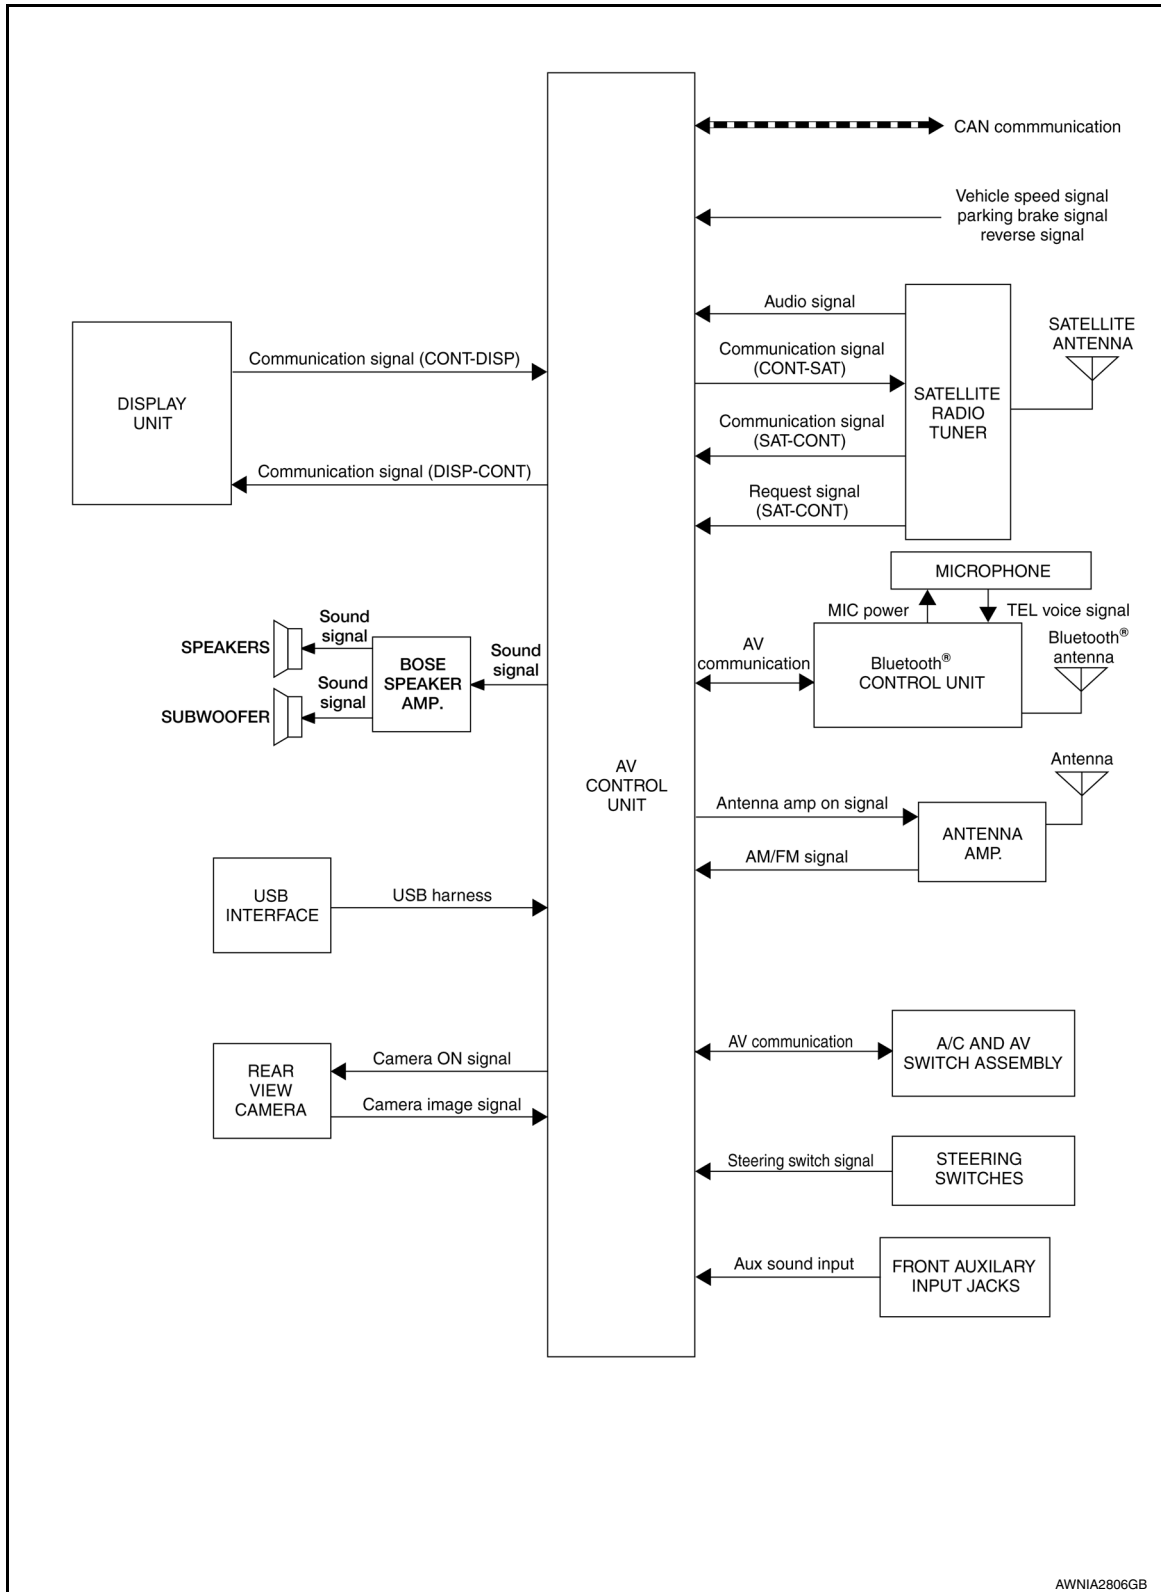 CAN commmunication
Vehicle speed signal
parking brake signal
reverse signal
Audio signal
Communication signal
(CONT-SAT)
Communication signal
(SAT-CONT)
Request signal
(SAT-CONT)
SATELLITE
RADIO
TUNER
SATELLITE
ANTENNA
DISPLAY
UNIT
Communication signal (CONT-DISP)
Communication signal (DISP-CONT)
MICROPHONE
MIC power
TEL voice signal
AV
communication
Bluetooth®
CONTROL UNIT
Bluetooth®
antenna
SPEAKERS
Sound
signal
SUBWOOFER
Sound
signal
BOSE
SPEAKER
AMP.
Sound
signal
AV
CONTROL
UNIT
Antenna amp on signal
AM/FM signal
ANTENNA
AMP.
Antenna
USB
INTERFACE
USB harness
REAR
VIEW
CAMERA
Camera ON signal
Camera image signal
AV communication
A/C AND AV
SWITCH ASSEMBLY
Steering switch signal
STEERING
SWITCHES
Aux sound input
FRONT AUXILARY
INPUT JACKS
AWNIA2806GB